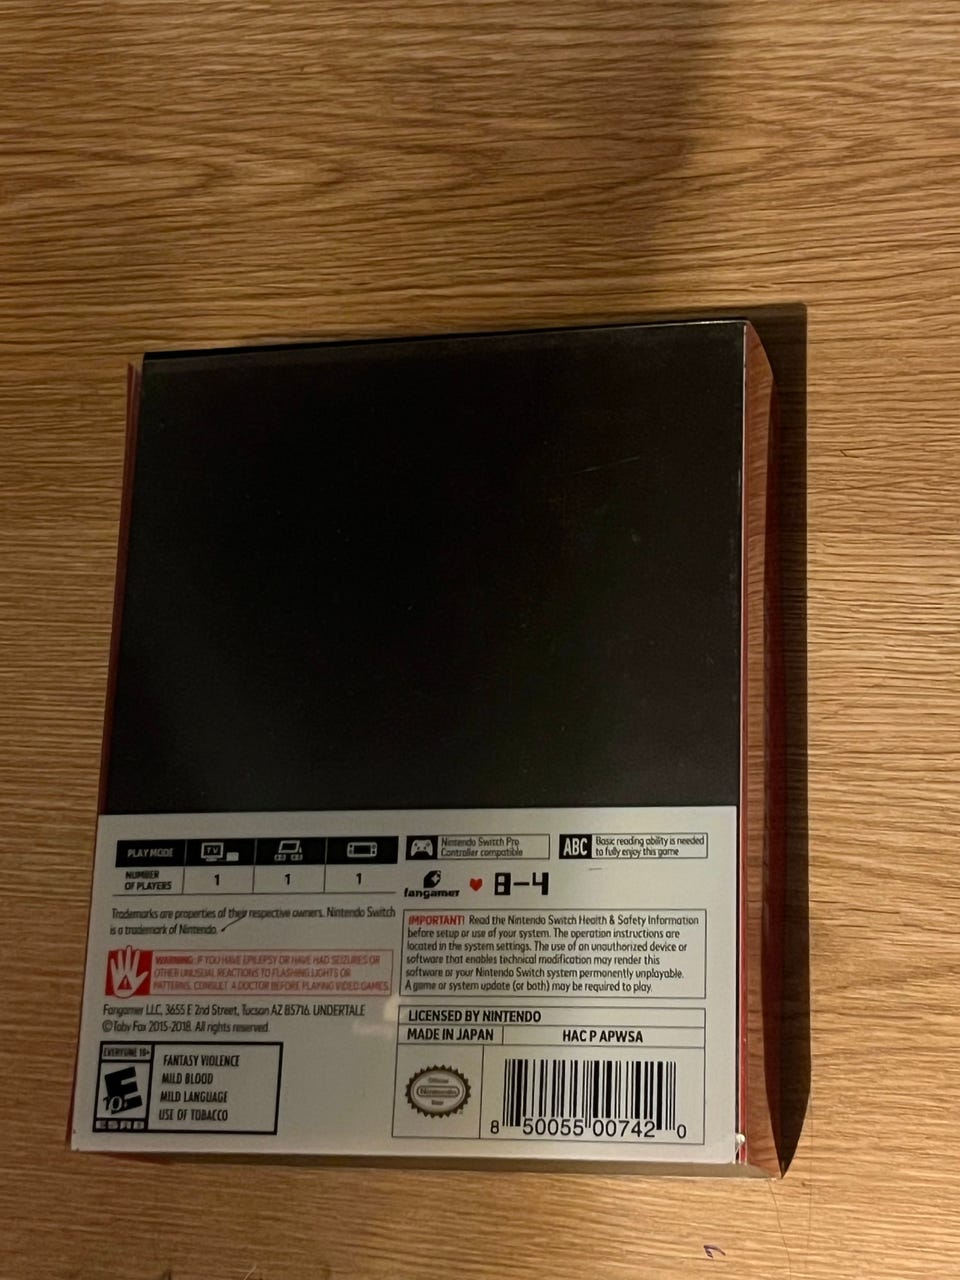 PLAY MODE
TV
NUMBER
OF PLAYERS
1
1
1
Nintendo Switch Pro
Controller compatible
ABC
Basic reading ability is needed
to fully enjoy this game
fangamer
8-4
Trademarks are properties of their respective owners. Nintendo Switch
is a trademark of Nintendo.
WARNING: IF YOU HAVE EPILEPSY OR HAVE HAD SEIZURES OR
OTHER UNUSUAL REACTIONS TO FLASHING LIGHTS OR
PATTERNS, CONSULT A DOCTOR BEFORE PLAYING VIDEO GAMES.
Fangamer LLC, 3655 E 2nd Street, Tucson AZ 85716. UNDERTALE
©Toby Fox 2015-2018. All rights reserved.
IMPORTANT! Read the Nintendo Switch Health & Safety Information
before setup or use of your system. The operation instructions are
located in the system settings. The use of an unauthorized device or
software that enables technical modification may render this
software or your Nintendo Switch system permanently unplayable.
A game or system update (or both) may be required to play.
LICENSED BY NINTENDO
MADE IN JAPAN
HAC P APWSA
EVERYONE 10+
E
10+
ESRB
FANTASY VIOLENCE
MILD BLOOD
MILD LANGUAGE
USE OF TOBACCO
Official
Nintendo
Seal
8 50055 00742 0